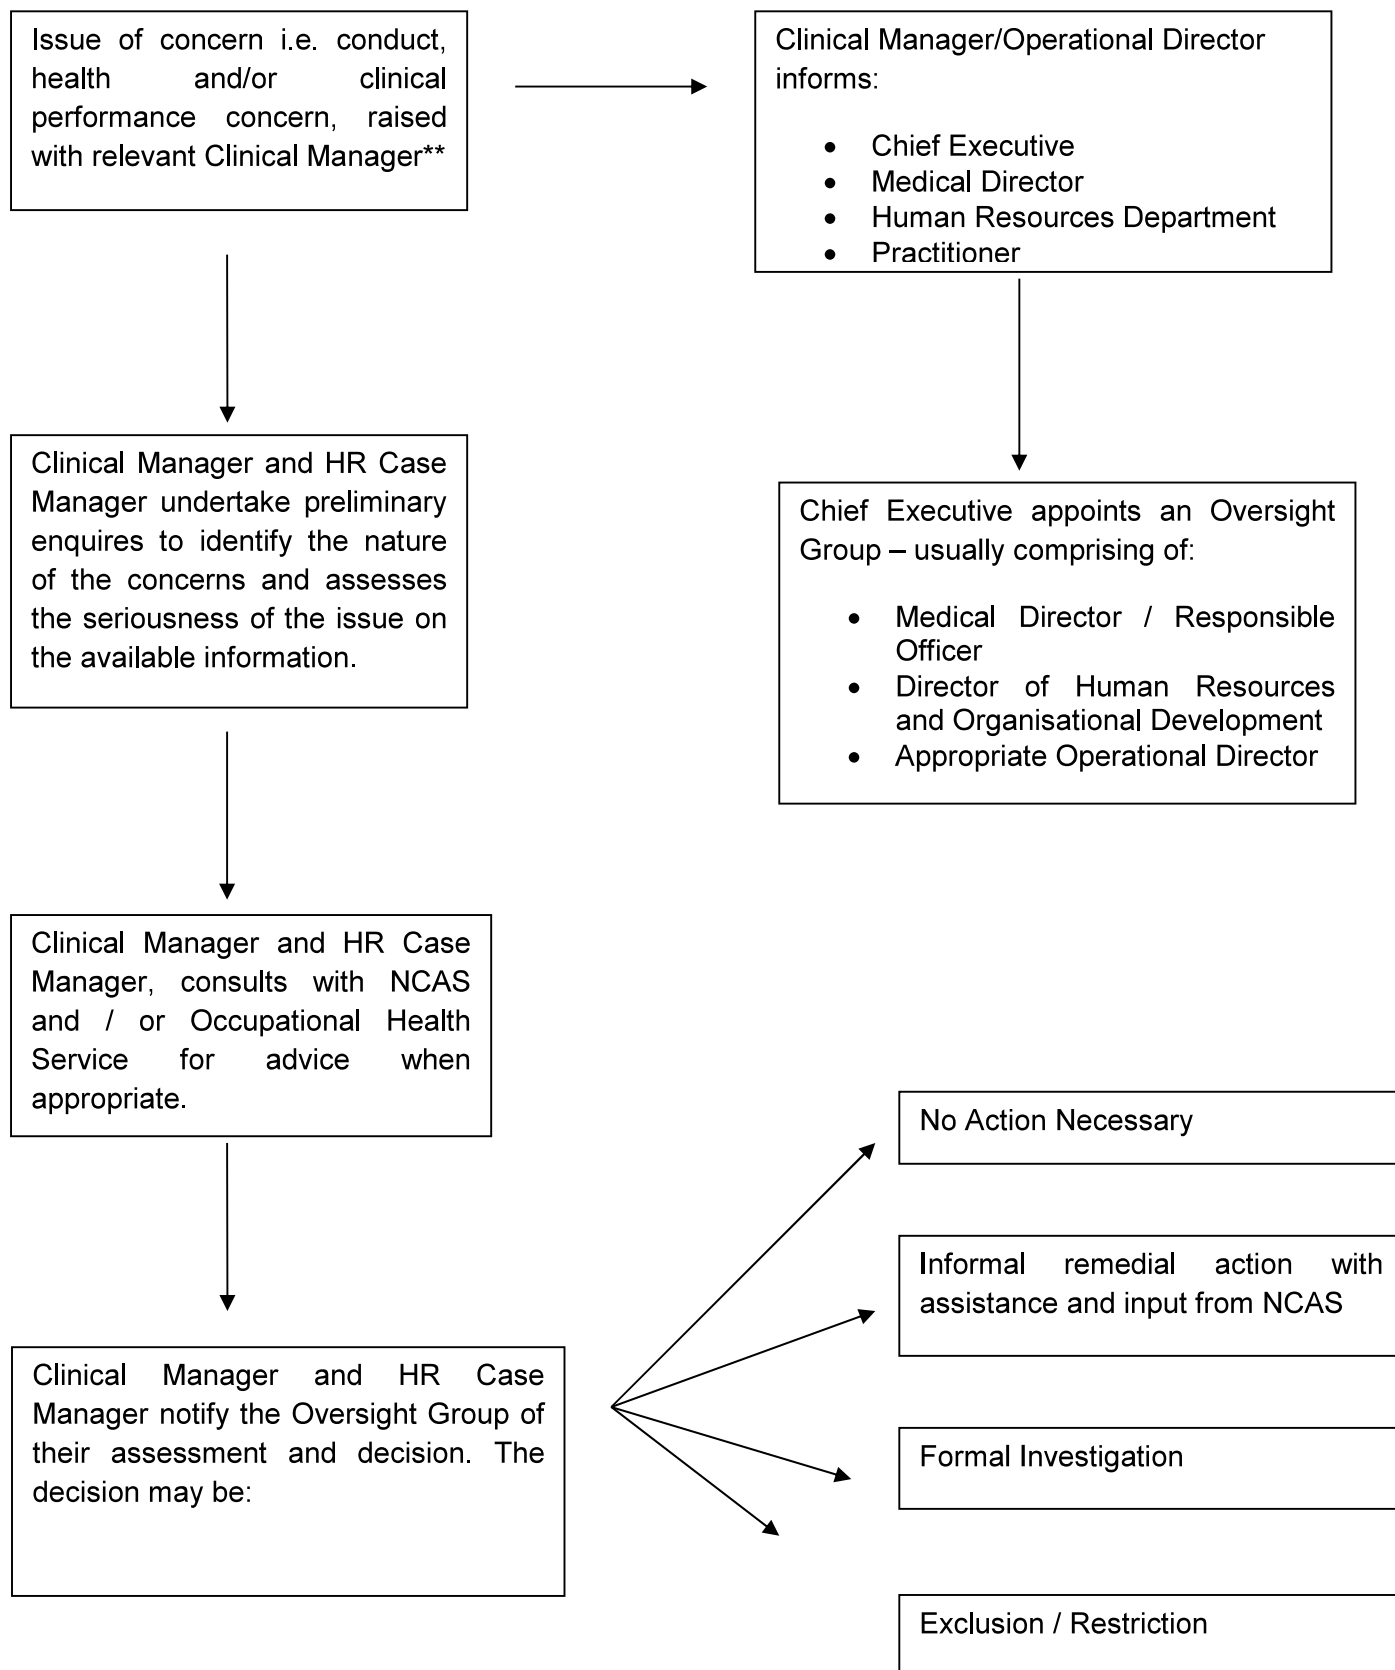 Issue of concern i.e. conduct,
health and/or clinical
performance concern, raised
with relevant Clinical Manager**
Clinical Manager/Operational Director
informs:
• Chief Executive
• Medical Director
• Human Resources Department
• Practitioner
Clinical Manager and HR Case
Manager undertake preliminary
enquires to identify the nature
of the concerns and assesses
the seriousness of the issue on
the available information.
Chief Executive appoints an Oversight
Group – usually comprising of:
• Medical Director / Responsible
Officer
• Director of Human Resources
and Organisational Development
• Appropriate Operational Director
Clinical Manager and HR Case
Manager, consults with NCAS
and / or Occupational Health
Service for advice when
appropriate.
Clinical Manager and HR Case
Manager notify the Oversight Group of
their assessment and decision. The
decision may be:
No Action Necessary
Informal remedial action with
assistance and input from NCAS
Formal Investigation
Exclusion / Restriction